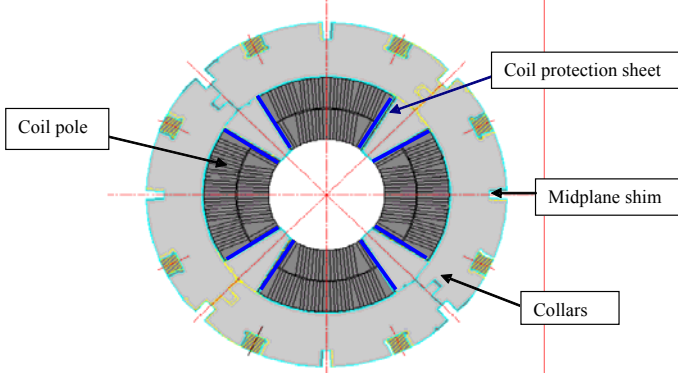 Coil protection sheet
Coil pole
Midplane shim
Collars